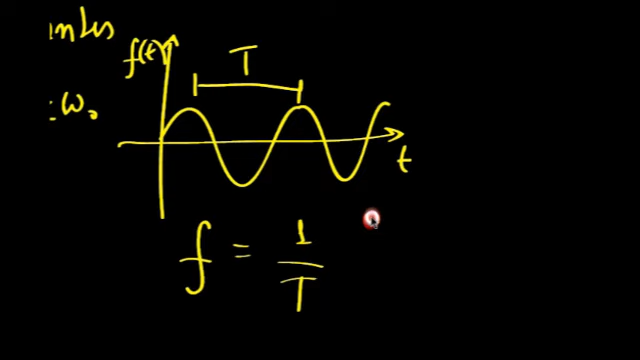 f(t)
T
: ω₀
t
f = 1/T